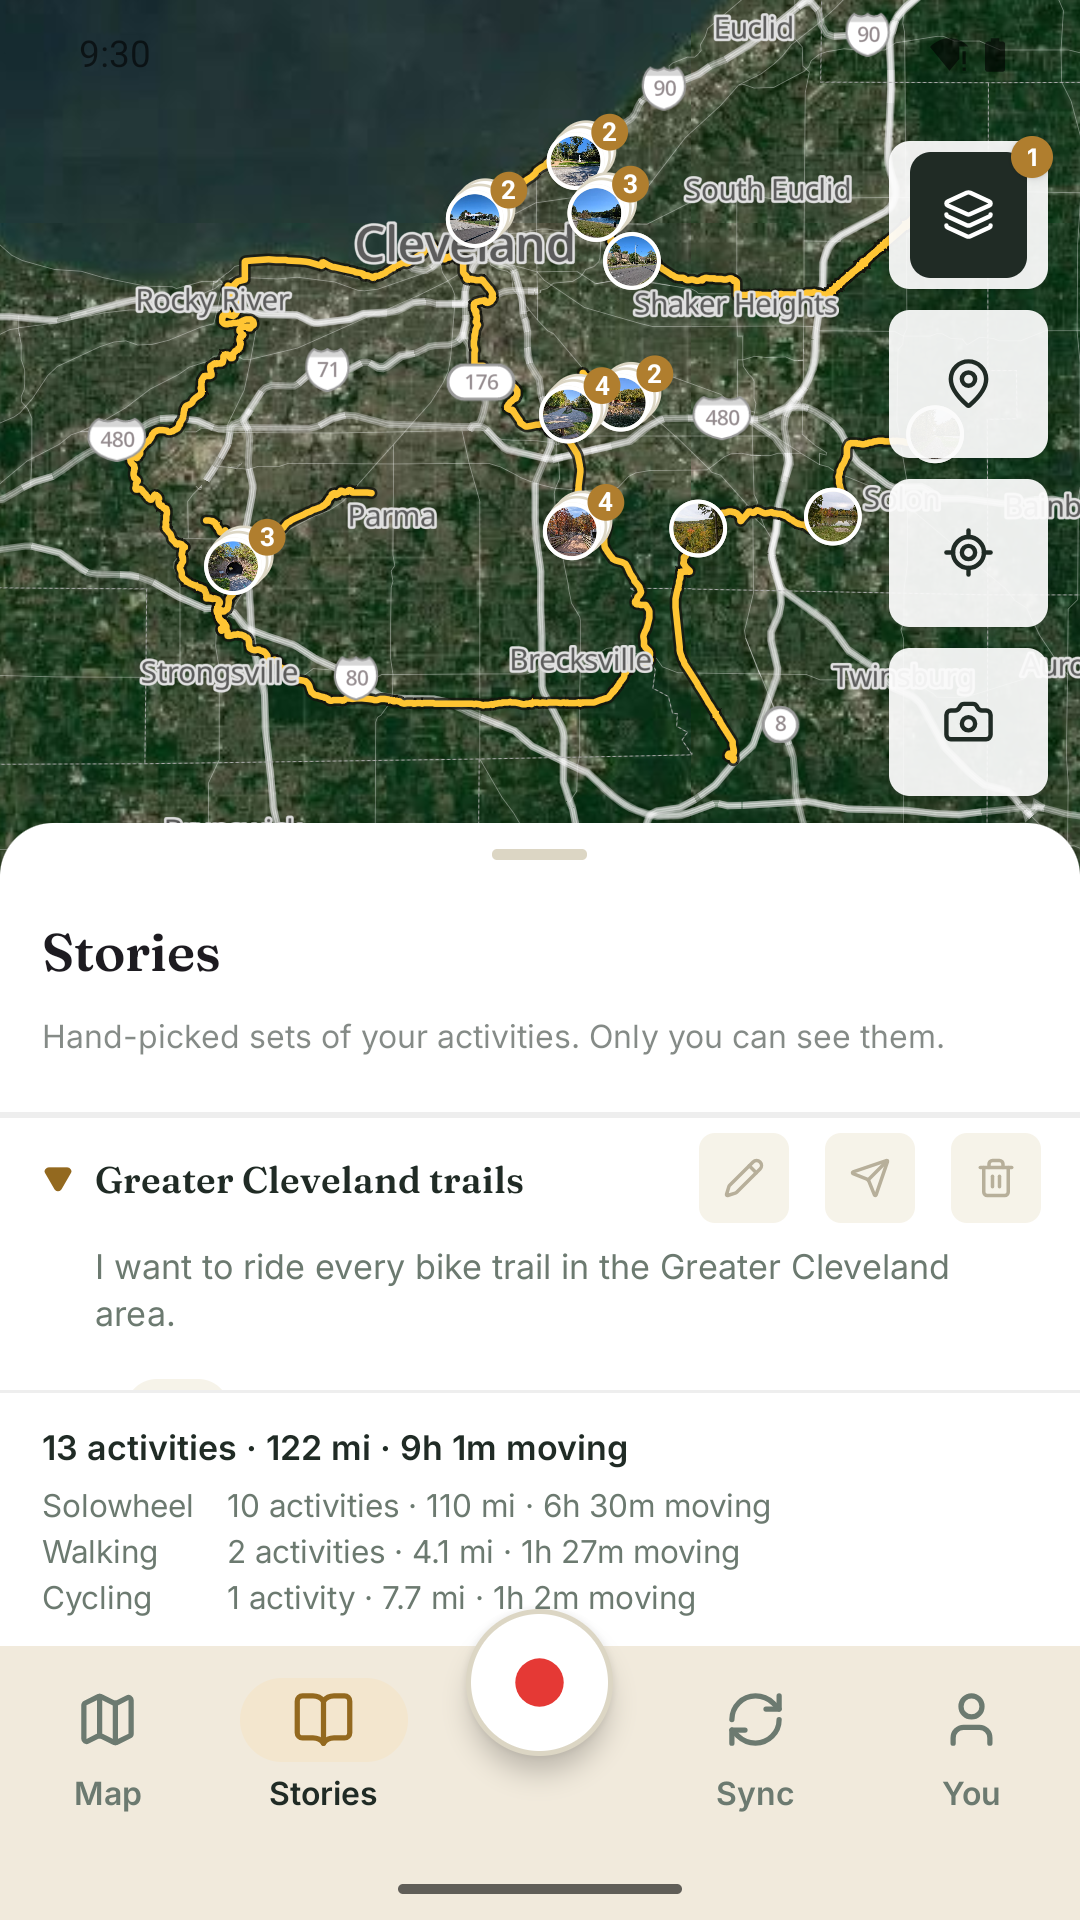 9:30
Euclid
90
90
2
1
3
South Euclid
2
Cleveland
Rocky River
Shaker Heights
71
176
2
4
480
480
Solon
4
Parma
3
Brecksville
Strongsville
80
Twinsburg
8
Stories
Hand-picked sets of your activities. Only you can see them.
Greater Cleveland trails
I want to ride every bike trail in the Greater Cleveland
area.
13 activities · 122 mi · 9h 1m moving
Solowheel 10 activities · 110 mi · 6h 30m moving
Walking 2 activities · 4.1 mi · 1h 27m moving
Cycling 1 activity · 7.7 mi · 1h 2m moving
Map
Stories
Sync
You